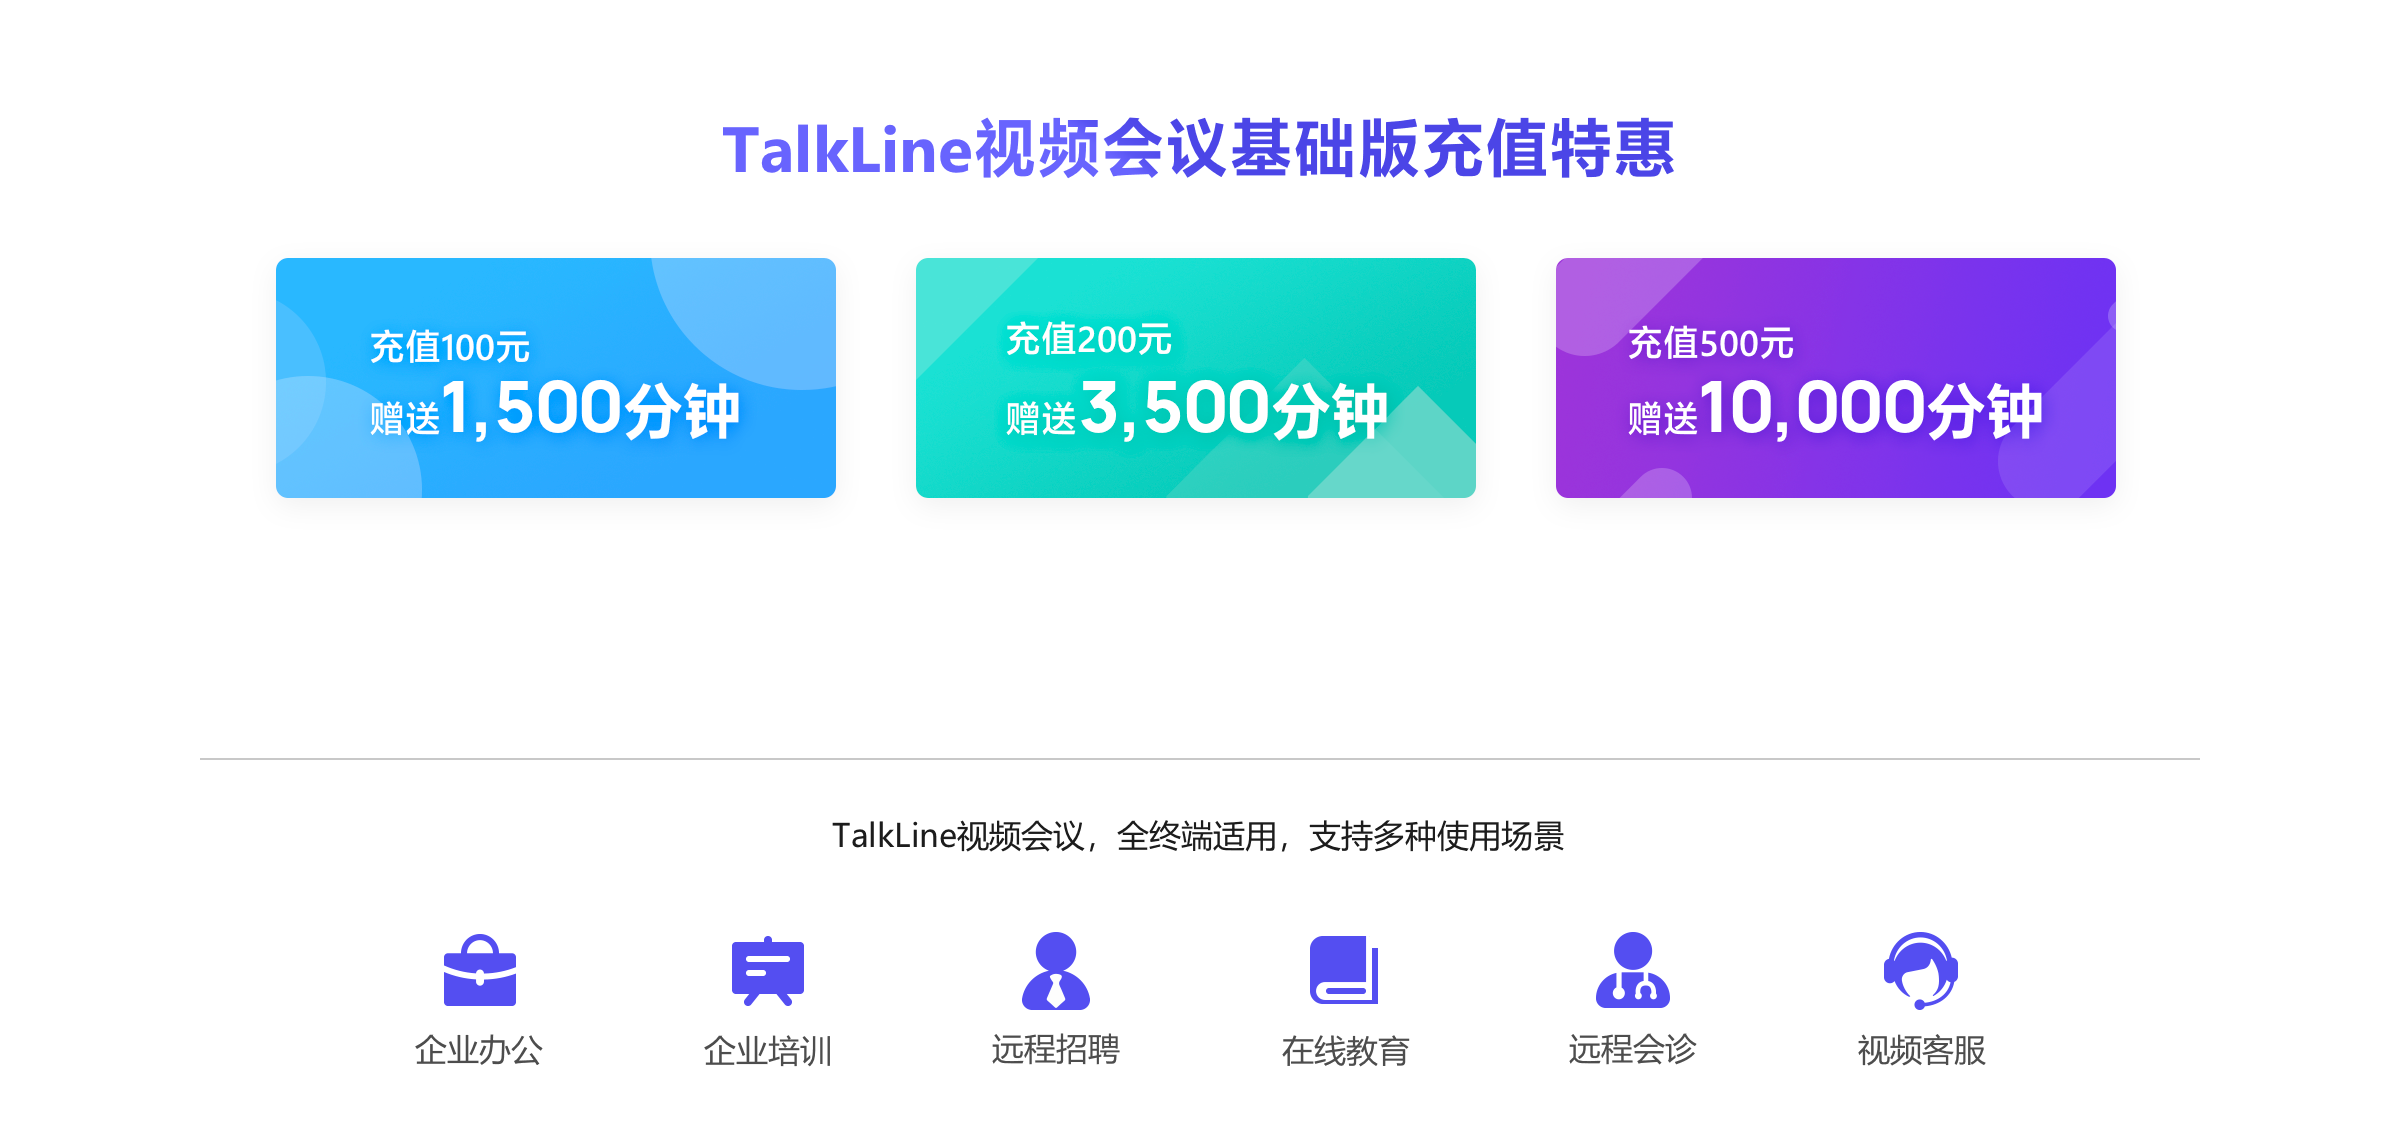 TalkLine视频会议基础版充值特惠
充值100元
赠送1,500分钟
充值200元
赠送3,500分钟
充值500元
赠送10,000分钟
TalkLine视频会议，全终端适用，支持多种使用场景
企业办公
企业培训
远程招聘
在线教育
远程会诊
视频客服